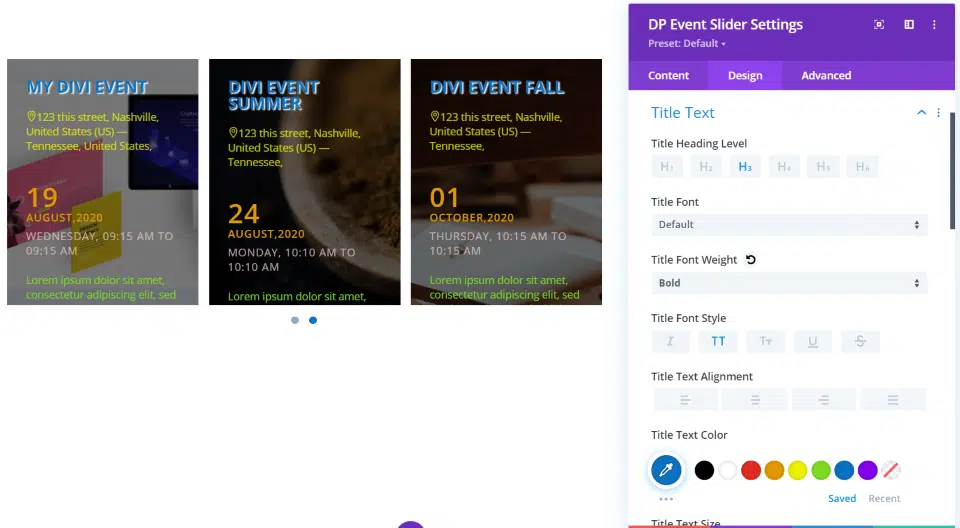 MY DIVI EVENT
123 this street, Nashville,
United States (US) —
Tennessee, United States,
19
AUGUST,2020
WEDNESDAY, 09:15 AM TO
09:15 AM
Lorem ipsum dolor sit amet,
consectetur adipiscing elit, sed
DIVI EVENT
SUMMER
123 this street, Nashville,
United States (US) —
Tennessee,
24
AUGUST,2020
MONDAY, 10:10 AM TO
10:10 AM
Lorem ipsum dolor sit amet,
DIVI EVENT FALL
123 this street, Nashville,
United States (US) —
Tennessee,
01
OCTOBER,2020
THURSDAY, 10:15 AM TO
10:15 AM
Lorem ipsum dolor sit amet,
consectetur adipiscing elit, sed
DP Event Slider Settings
Preset: Default
Content Design Advanced
Title Text
Title Heading Level
H1 H2 H3 H4 H5 H6
Title Font
Default
Title Font Weight
Bold
Title Font Style
I TT Tт U S
Title Text Alignment
Title Text Color
Saved Recent
Title Text Size